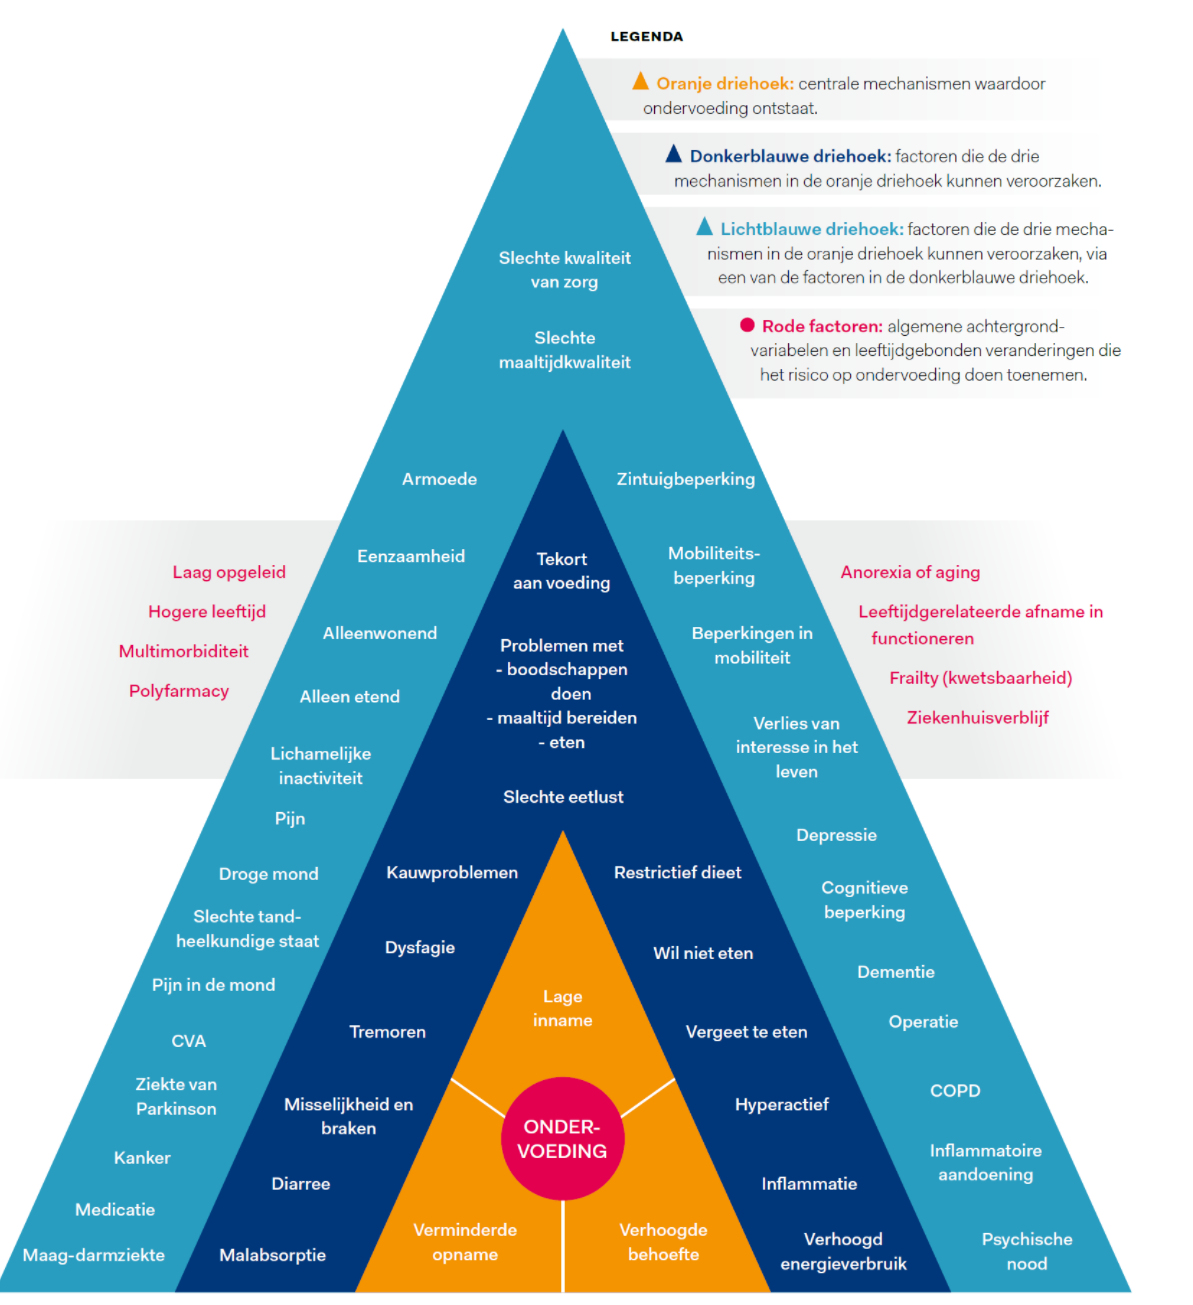 LEGENDA
Oranje driehoek: centrale mechanismen waardoor
ondervoeding ontstaat.
Donkerblauwe driehoek: factoren die de drie
mechanismen in de oranje driehoek kunnen veroorzaken.
Lichtblauwe driehoek: factoren die de drie mecha-
nismen in de oranje driehoek kunnen veroorzaken, via
een van de factoren in de donkerblauwe driehoek.
Rode factoren: algemene achtergrond-
variabelen en leeftijdgebonden veranderingen die
het risico op ondervoeding doen toenemen.
Slechte kwaliteit
van zorg
Slechte
maaltijdkwaliteit
Armoede
Eenzaamheid
Alleenwonend
Alleen etend
Lichamelijke
inactiviteit
Pijn
Droge mond
Slechte tand-
heelkundige staat
Pijn in de mond
CVA
Ziekte van
Parkinson
Kanker
Medicatie
Maag-darmziekte
Zintuigbeperking
Mobiliteits-
beperking
Beperkingen in
mobiliteit
Verlies van
interesse in het
leven
Depressie
Cognitieve
beperking
Dementie
Operatie
COPD
Inflammatoire
aandoening
Psychische
nood
Laag opgeleid
Hogere leeftijd
Multimorbiditeit
Polyfarmacy
Anorexia of aging
Leeftijdgerelateerde afname in
functioneren
Frailty (kwetsbaarheid)
Ziekenhuisverblijf
Tekort
aan voeding
Problemen met
- boodschappen
doen
- maaltijd bereiden
- eten
Slechte eetlust
Kauwproblemen
Dysfagie
Tremoren
Misselijkheid en
braken
Diarree
Malabsorptie
Restrictief dieet
Wil niet eten
Vergeet te eten
Hyperactief
Inflammatie
Verhoogd
energieverbruik
Lage
inname
ONDER-
VOEDING
Verminderde
opname
Verhoogde
behoefte